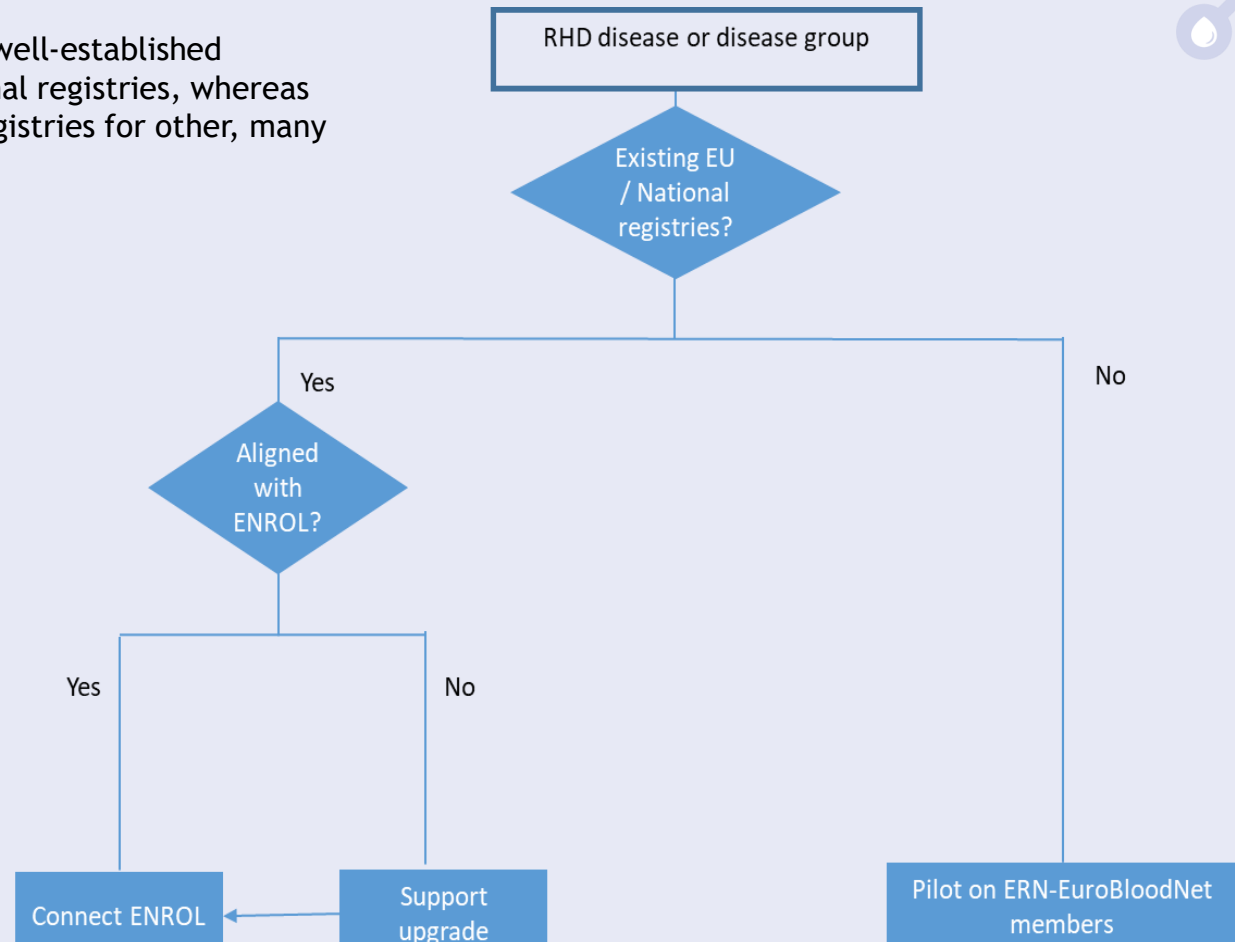 well-established
nal registries, whereas
gistries for other, many
RHD disease or disease group
Existing EU
/ National
registries?
Yes
No
Aligned
with
ENROL?
Yes
No
Connect ENROL
Support
upgrade
Pilot on ERN-EuroBloodNet
members